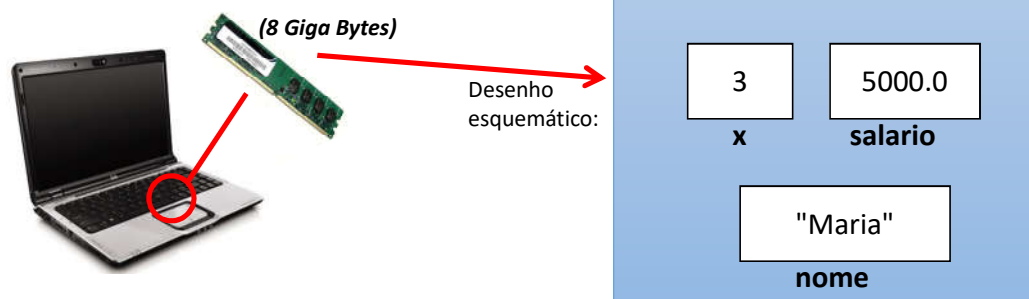 (8 Giga Bytes)
Desenho
esquemático:
3
5000.0
x
salario
"Maria"
nome